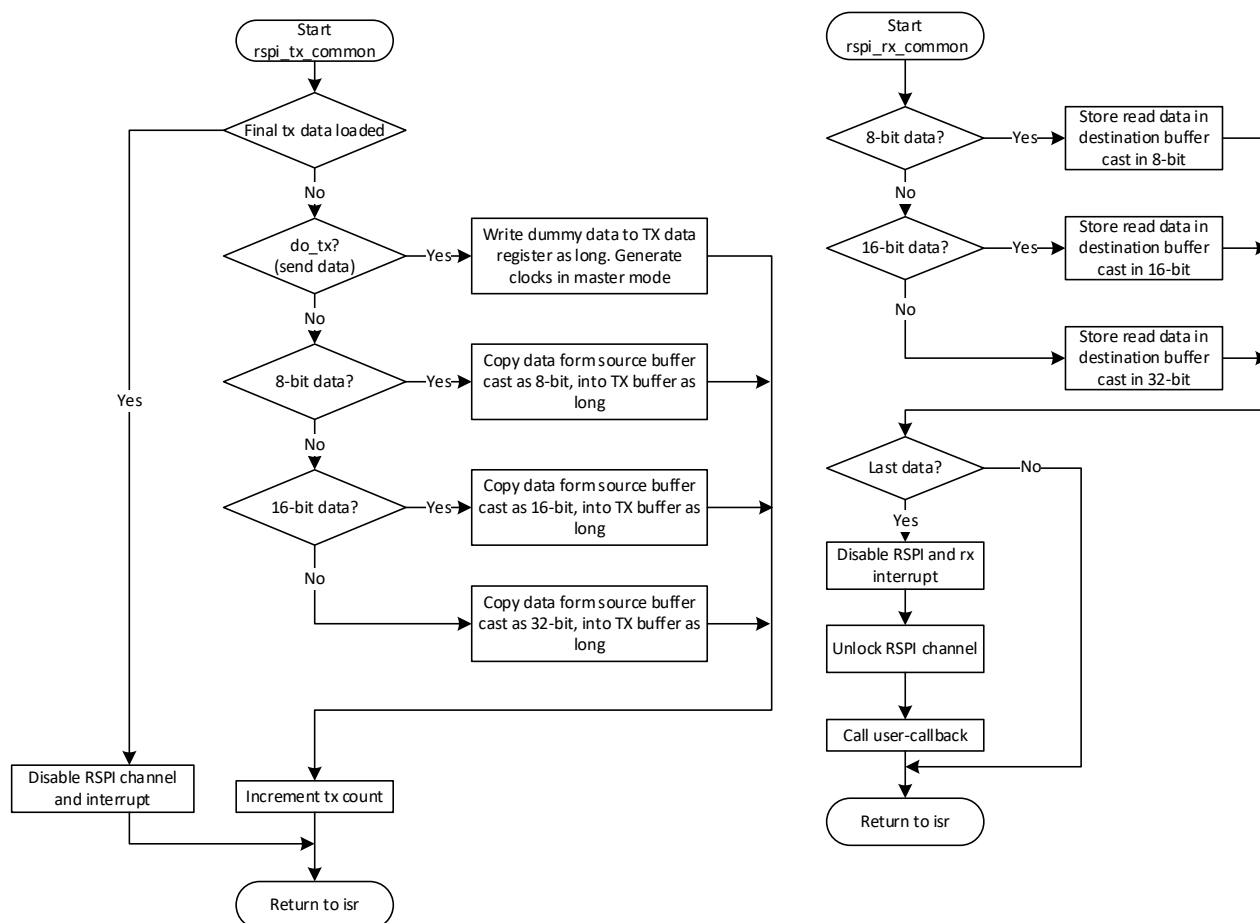 Start
rspi_tx_common
Final tx data loaded
No
do_tx?
(send data)
Yes
Write dummy data to TX data
register as long. Generate
clocks in master mode
No
8-bit data?
Yes
Copy data form source buffer
cast as 8-bit, into TX buffer as
long
Yes
No
16-bit data?
Yes
Copy data form source buffer
cast as 16-bit, into TX buffer as
long
No
Copy data form source buffer
cast as 32-bit, into TX buffer as
long
Disable RSPI channel
and interrupt
Increment tx count
Return to isr
Start
rspi_rx_common
8-bit data?
Yes
Store read data in
destination buffer
cast in 8-bit
No
16-bit data?
Yes
Store read data in
destination buffer
cast in 16-bit
No
Store read data in
destination buffer
cast in 32-bit
Last data?
No
Yes
Disable RSPI and rx
interrupt
Unlock RSPI channel
Call user-callback
Return to isr